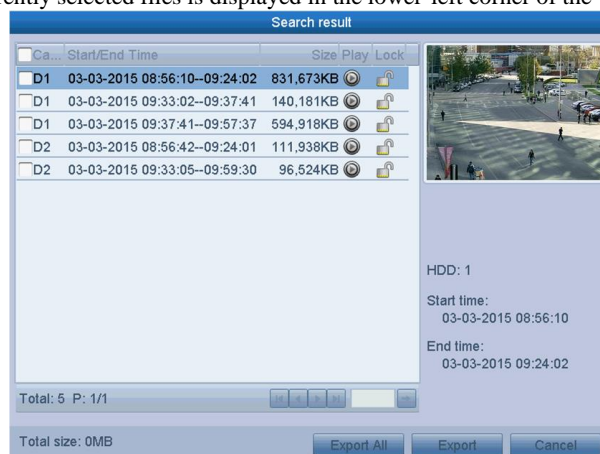 rently selected files is displayed in the lower-left corner of the
Search result
Ca... Start/End Time Size Play Lock
D1 03-03-2015 08:56:10--09:24:02 831,673KB
D1 03-03-2015 09:33:02--09:37:41 140,181KB
D1 03-03-2015 09:37:41--09:57:37 594,918KB
D2 03-03-2015 08:56:42--09:24:01 111,938KB
D2 03-03-2015 09:33:05--09:59:30 96,524KB
HDD: 1
Start time:
03-03-2015 08:56:10
End time:
03-03-2015 09:24:02
Total: 5 P: 1/1
Total size: 0MB
Export All Export Cancel